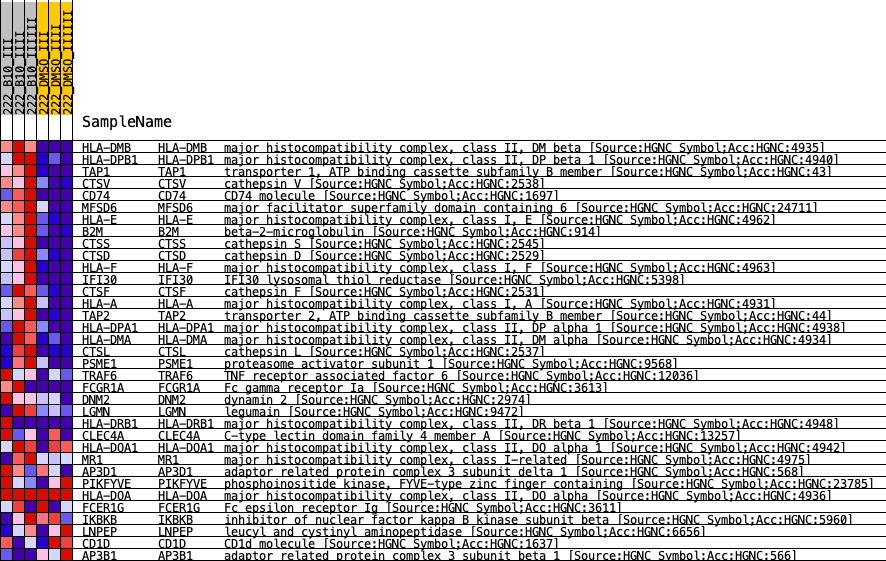 222_B10_III
222_B10_IIII
222_B10_IIIIII
222_DMSO_III
222_DMSO_IIII
222_DMSO_IIIIII
SampleName
HLA-DMB HLA-DMB major histocompatibility complex, class II, DM beta [Source:HGNC Symbol;Acc:HGNC:4935]
HLA-DPB1 HLA-DPB1 major histocompatibility complex, class II, DP beta 1 [Source:HGNC Symbol;Acc:HGNC:4940]
TAP1 TAP1 transporter 1, ATP binding cassette subfamily B member [Source:HGNC Symbol;Acc:HGNC:43]
CTSV CTSV cathepsin V [Source:HGNC Symbol;Acc:HGNC:2538]
CD74 CD74 CD74 molecule [Source:HGNC Symbol;Acc:HGNC:1697]
MFSD6 MFSD6 major facilitator superfamily domain containing 6 [Source:HGNC Symbol;Acc:HGNC:24711]
HLA-E HLA-E major histocompatibility complex, class I, E [Source:HGNC Symbol;Acc:HGNC:4962]
B2M B2M beta-2-microglobulin [Source:HGNC Symbol;Acc:HGNC:914]
CTSS CTSS cathepsin S [Source:HGNC Symbol;Acc:HGNC:2545]
CTSD CTSD cathepsin D [Source:HGNC Symbol;Acc:HGNC:2529]
HLA-F HLA-F major histocompatibility complex, class I, F [Source:HGNC Symbol;Acc:HGNC:4963]
IFI30 IFI30 IFI30 lysosomal thiol reductase [Source:HGNC Symbol;Acc:HGNC:5398]
CTSF CTSF cathepsin F [Source:HGNC Symbol;Acc:HGNC:2531]
HLA-A HLA-A major histocompatibility complex, class I, A [Source:HGNC Symbol;Acc:HGNC:4931]
TAP2 TAP2 transporter 2, ATP binding cassette subfamily B member [Source:HGNC Symbol;Acc:HGNC:44]
HLA-DPA1 HLA-DPA1 major histocompatibility complex, class II, DP alpha 1 [Source:HGNC Symbol;Acc:HGNC:4938]
HLA-DMA HLA-DMA major histocompatibility complex, class II, DM alpha [Source:HGNC Symbol;Acc:HGNC:4934]
CTSL CTSL cathepsin L [Source:HGNC Symbol;Acc:HGNC:2537]
PSME1 PSME1 proteasome activator subunit 1 [Source:HGNC Symbol;Acc:HGNC:9568]
TRAF6 TRAF6 TNF receptor associated factor 6 [Source:HGNC Symbol;Acc:HGNC:12036]
FCGR1A FCGR1A Fc gamma receptor Ia [Source:HGNC Symbol;Acc:HGNC:3613]
DNM2 DNM2 dynamin 2 [Source:HGNC Symbol;Acc:HGNC:2974]
LGMN LGMN legumain [Source:HGNC Symbol;Acc:HGNC:9472]
HLA-DRB1 HLA-DRB1 major histocompatibility complex, class II, DR beta 1 [Source:HGNC Symbol;Acc:HGNC:4948]
CLEC4A CLEC4A C-type lectin domain family 4 member A [Source:HGNC Symbol;Acc:HGNC:13257]
HLA-DQA1 HLA-DQA1 major histocompatibility complex, class II, DQ alpha 1 [Source:HGNC Symbol;Acc:HGNC:4942]
MR1 MR1 major histocompatibility complex, class I-related [Source:HGNC Symbol;Acc:HGNC:4975]
AP3D1 AP3D1 adaptor related protein complex 3 subunit delta 1 [Source:HGNC Symbol;Acc:HGNC:568]
PIKFYVE PIKFYVE phosphoinositide kinase, FYVE-type zinc finger containing [Source:HGNC Symbol;Acc:HGNC:23785]
HLA-DOA HLA-DOA major histocompatibility complex, class II, DO alpha [Source:HGNC Symbol;Acc:HGNC:4936]
FCER1G FCER1G Fc epsilon receptor Ig [Source:HGNC Symbol;Acc:HGNC:3611]
IKBKB IKBKB inhibitor of nuclear factor kappa B kinase subunit beta [Source:HGNC Symbol;Acc:HGNC:5960]
LNPEP LNPEP leucyl and cystinyl aminopeptidase [Source:HGNC Symbol;Acc:HGNC:6656]
CD1D CD1D CD1d molecule [Source:HGNC Symbol;Acc:HGNC:1637]
AP3B1 AP3B1 adaptor related protein complex 3 subunit beta 1 [Source:HGNC Symbol;Acc:HGNC:566]